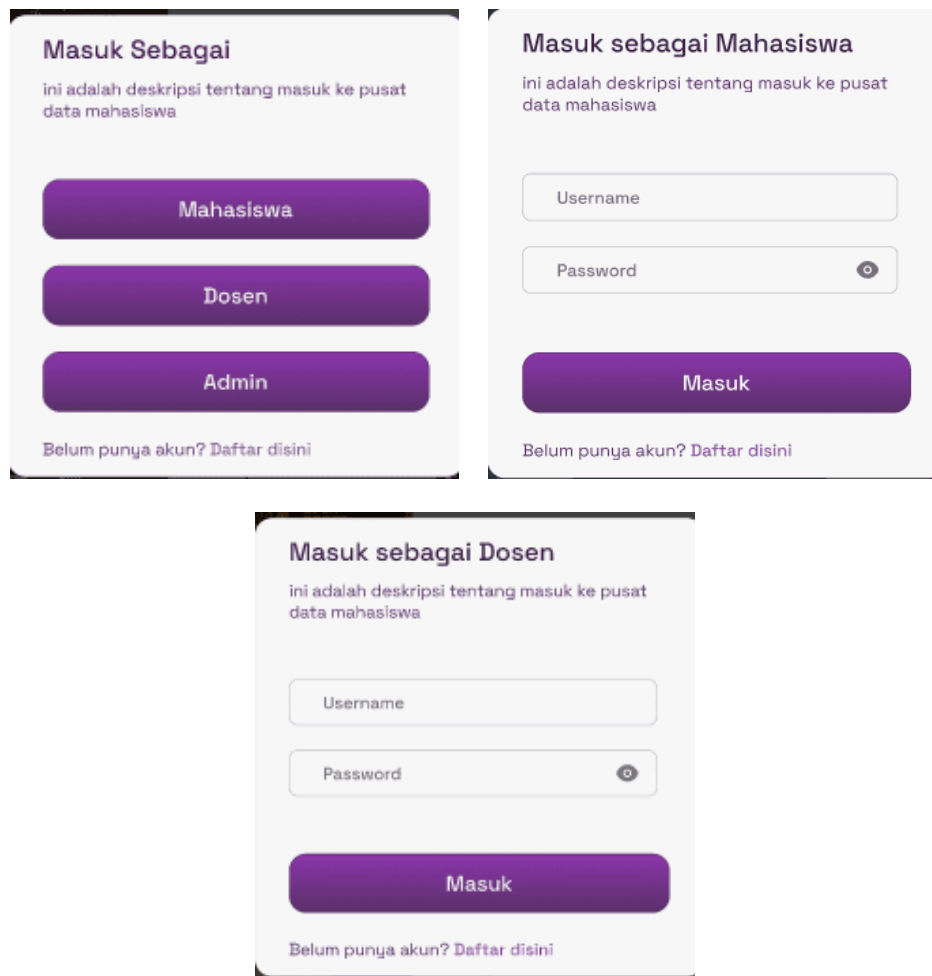 Masuk Sebagai
ini adalah deskripsi tentang masuk ke pusat
data mahasiswa
Mahasiswa
Dosen
Admin
Belum punya akun? Daftar disini
Masuk sebagai Mahasiswa
ini adalah deskripsi tentang masuk ke pusat
data mahasiswa
Username
Password
Masuk
Belum punya akun? Daftar disini
Masuk sebagai Dosen
ini adalah deskripsi tentang masuk ke pusat
data mahasiswa
Username
Password
Masuk
Belum punya akun? Daftar disini